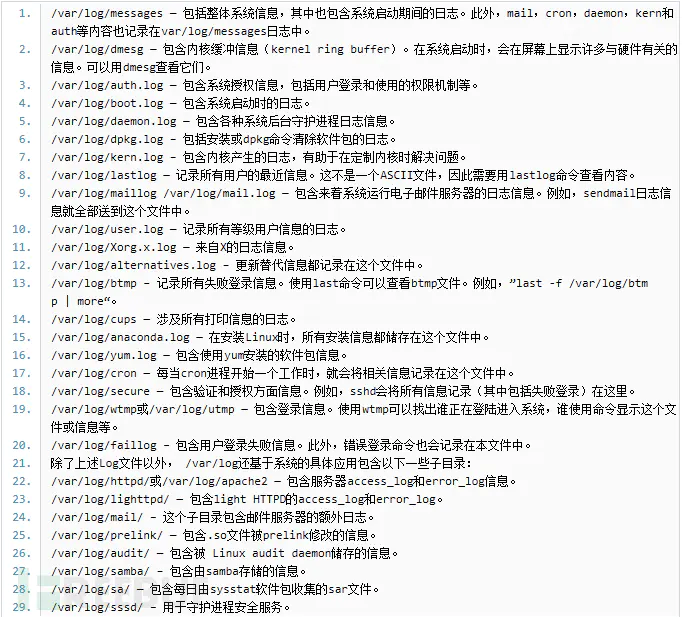 1. /var/log/messages — 包括整体系统信息，其中也包含系统启动期间的日志。此外，mail，cron，daemon，kern和
auth等内容也记录在var/log/messages日志中。
2. /var/log/dmesg — 包含内核缓冲信息（kernel ring buffer）。在系统启动时，会在屏幕上显示许多与硬件有关的
信息。可以用dmesg查看它们。
3. /var/log/auth.log — 包含系统授权信息，包括用户登录和使用的权限机制等。
4. /var/log/boot.log — 包含系统启动时的日志。
5. /var/log/daemon.log — 包含各种系统后台守护进程日志信息。
6. /var/log/dpkg.log — 包括安装或dpkg命令清除软件包的日志。
7. /var/log/kern.log — 包含内核产生的日志，有助于在定制内核时解决问题。
8. /var/log/lastlog — 记录所有用户的最近信息。这不是一个ASCII文件，因此需要用lastlog命令查看内容。
9. /var/log/maillog /var/log/mail.log — 包含来着系统运行电子邮件服务器的日志信息。例如，sendmail日志信
息就全部送到这个文件中。
10. /var/log/user.log — 记录所有等级用户信息的日志。
11. /var/log/Xorg.x.log — 来自X的日志信息。
12. /var/log/alternatives.log - 更新替代信息都记录在这个文件中。
13. /var/log/btmp - 记录所有失败登录信息。使用last命令可以查看btmp文件。例如，”last -f /var/log/btm
p | more“。
14. /var/log/cups — 涉及所有打印信息的日志。
15. /var/log/anaconda.log — 在安装Linux时，所有安装信息都储存在这个文件中。
16. /var/log/yum.log — 包含使用yum安装的软件包信息。
17. /var/log/cron — 每当cron进程开始一个工作时，就会将相关信息记录在这个文件中。
18. /var/log/secure — 包含验证和授权方面信息。例如，sshd会将所有信息记录（其中包括失败登录）在这里。
19. /var/log/wtmp或/var/log/utmp — 包含登录信息。使用wtmp可以找出谁正在登陆进入系统，谁使用命令显示这个文
件或信息等。
20. /var/log/faillog — 包含用户登录失败信息。此外，错误登录命令也会记录在本文件中。
21. 除了上述Log文件以外， /var/log还基于系统的具体应用包含以下一些子目录：
22. /var/log/httpd/或/var/log/apache2 — 包含服务器access_log和error_log信息。
23. /var/log/lighttpd/ — 包含light HTTPD的access_log和error_log。
24. /var/log/mail/ - 这个子目录包含邮件服务器的额外日志。
25. /var/log/prelink/ — 包含.so文件被prelink修改的信息。
26. /var/log/audit/ — 包含被 Linux audit daemon储存的信息。
27. /var/log/samba/ - 包含由samba存储的信息。
28. /var/log/sa/ - 包含每日由sysstat软件包收集的sar文件。
29. /var/log/sssd/ - 用于守护进程安全服务。